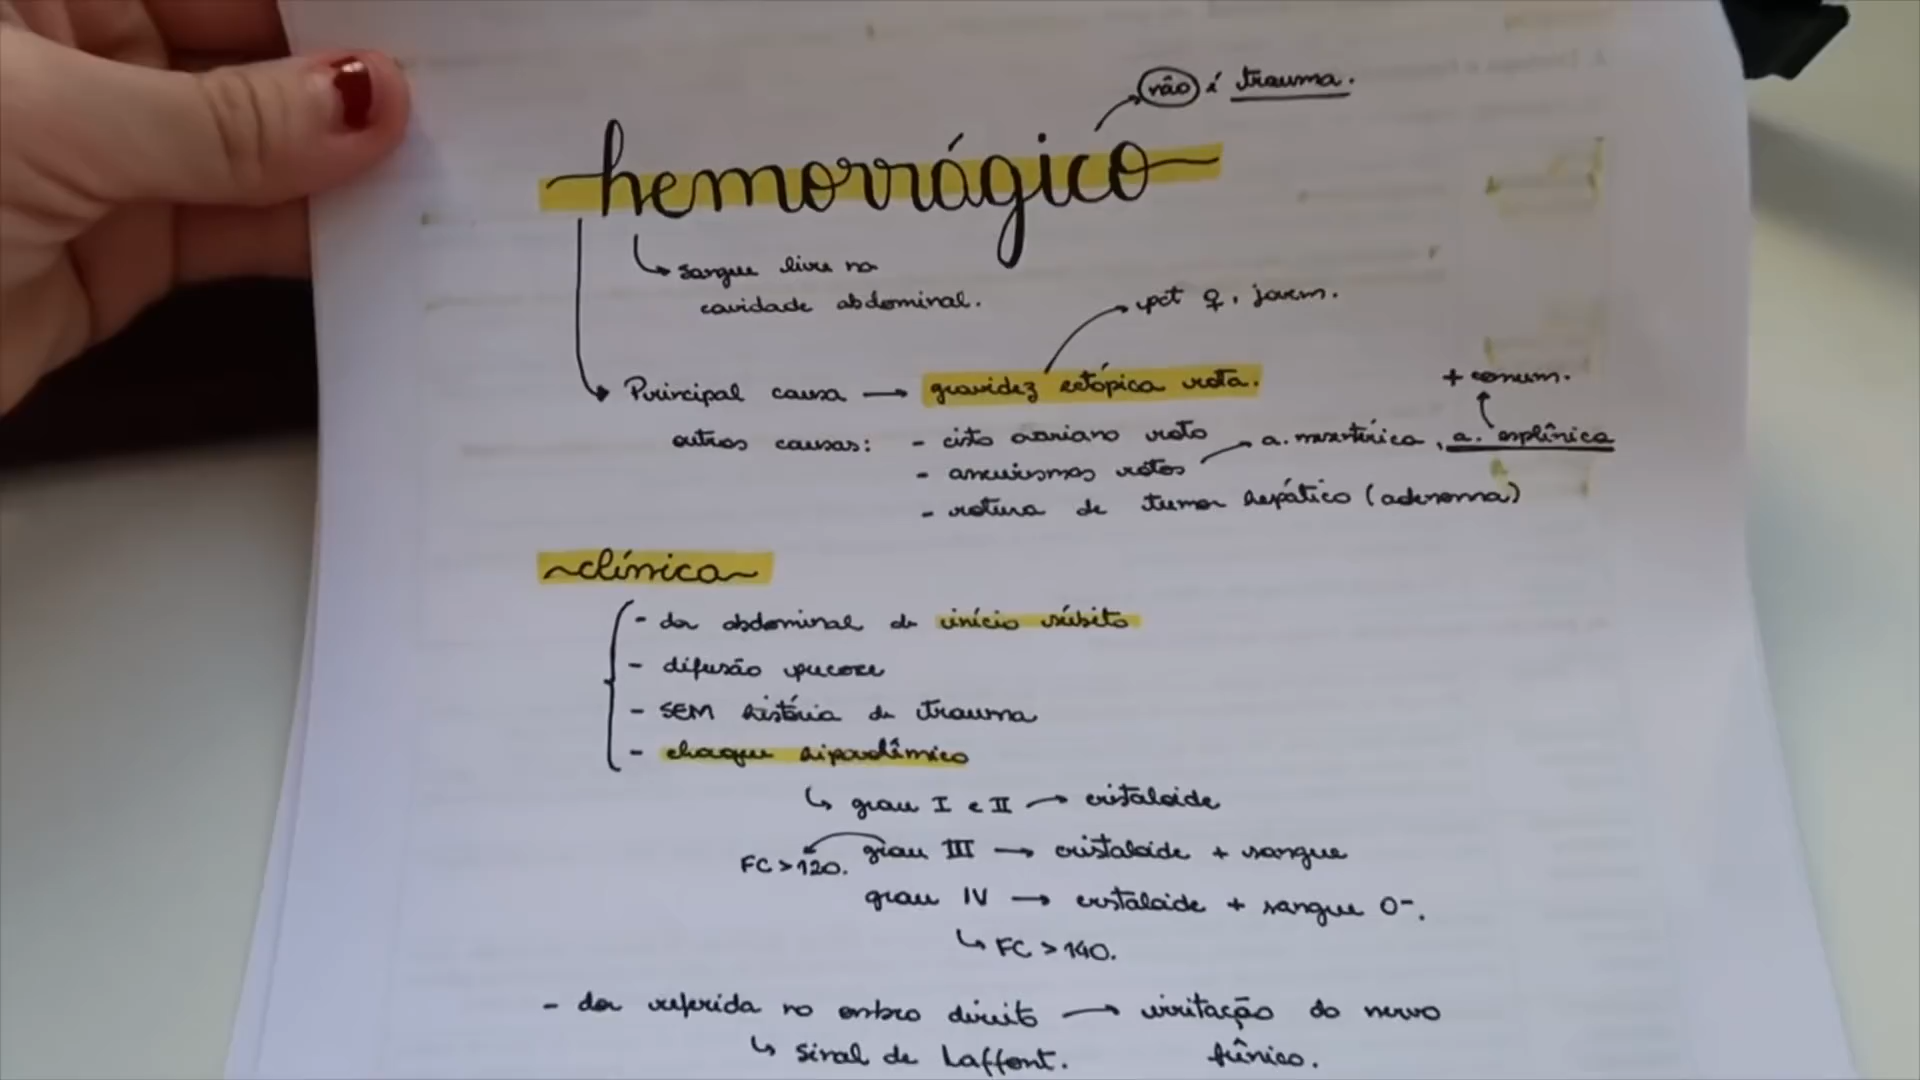 não é trauma.
hemorrágico
sangue livre na
cavidade abdominal.
pct ♀, jovem.
Principal causa → gravidez ectópica rota.
+ comum.
outras causas: - cisto ovariano roto
- aneurismas rotos → a. mesentérica, a. esplênica
- rotura de tumor hepático (adenoma)
~clínica~
- dor abdominal de início súbito
- difusão precoce
- SEM história de trauma
- choque hipovolêmico
↳ grau I e II → cristaloide
FC > 120. grau III → cristaloide + sangue
grau IV → cristaloide + sangue O-.
↳ FC > 140.
- dor referida no ombro direito → irritação do nervo
↳ sinal de Laffont. frênico.